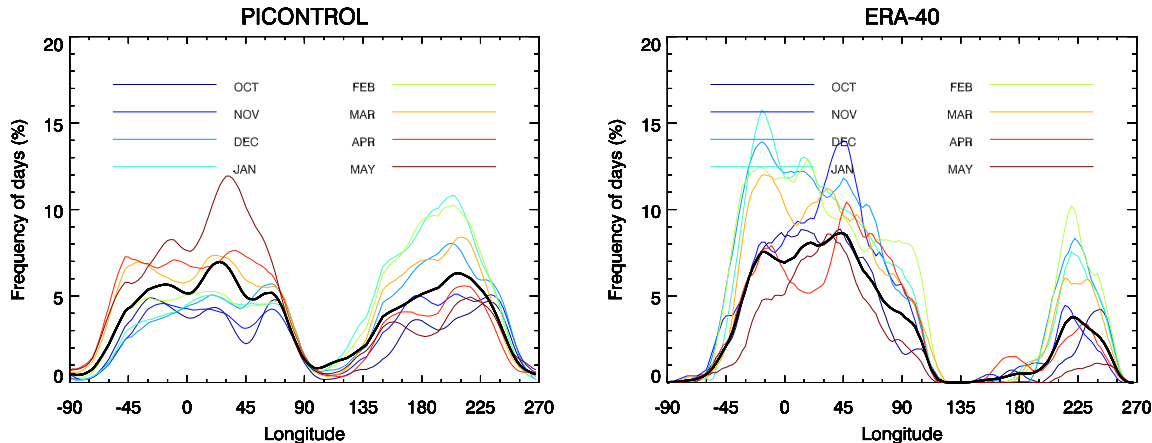 PICONTROL
20
15
10
5
0
Frequency of days (%)
OCT
NOV
DEC
JAN
FEB
MAR
APR
MAY
-90 -45 0 45 90 135 180 225 270
Longitude
ERA-40
20
15
10
5
0
Frequency of days (%)
OCT
NOV
DEC
JAN
FEB
MAR
APR
MAY
-90 -45 0 45 90 135 180 225 270
Longitude